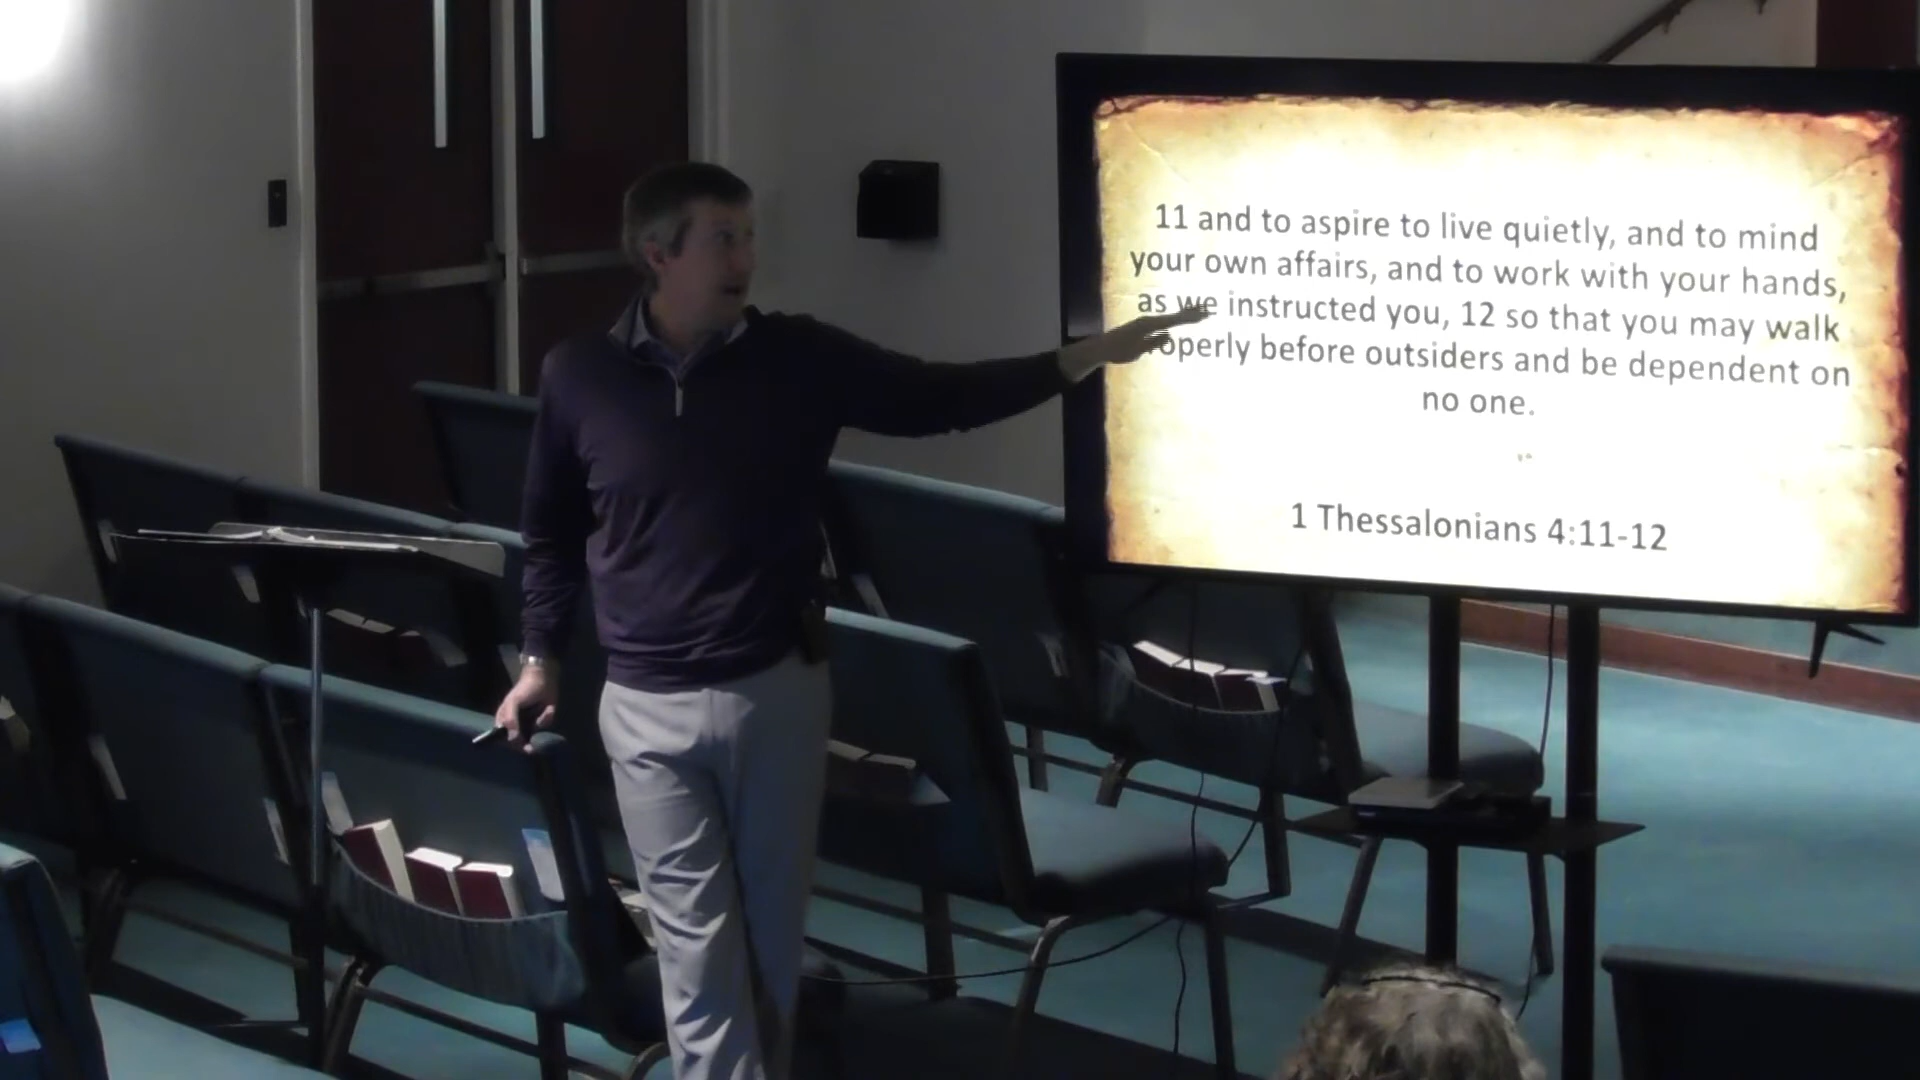 11 and to aspire to live quietly, and to mind
your own affairs, and to work with your hands,
as we instructed you, 12 so that you may walk
operly before outsiders and be dependent on
no one.
1 Thessalonians 4:11-12